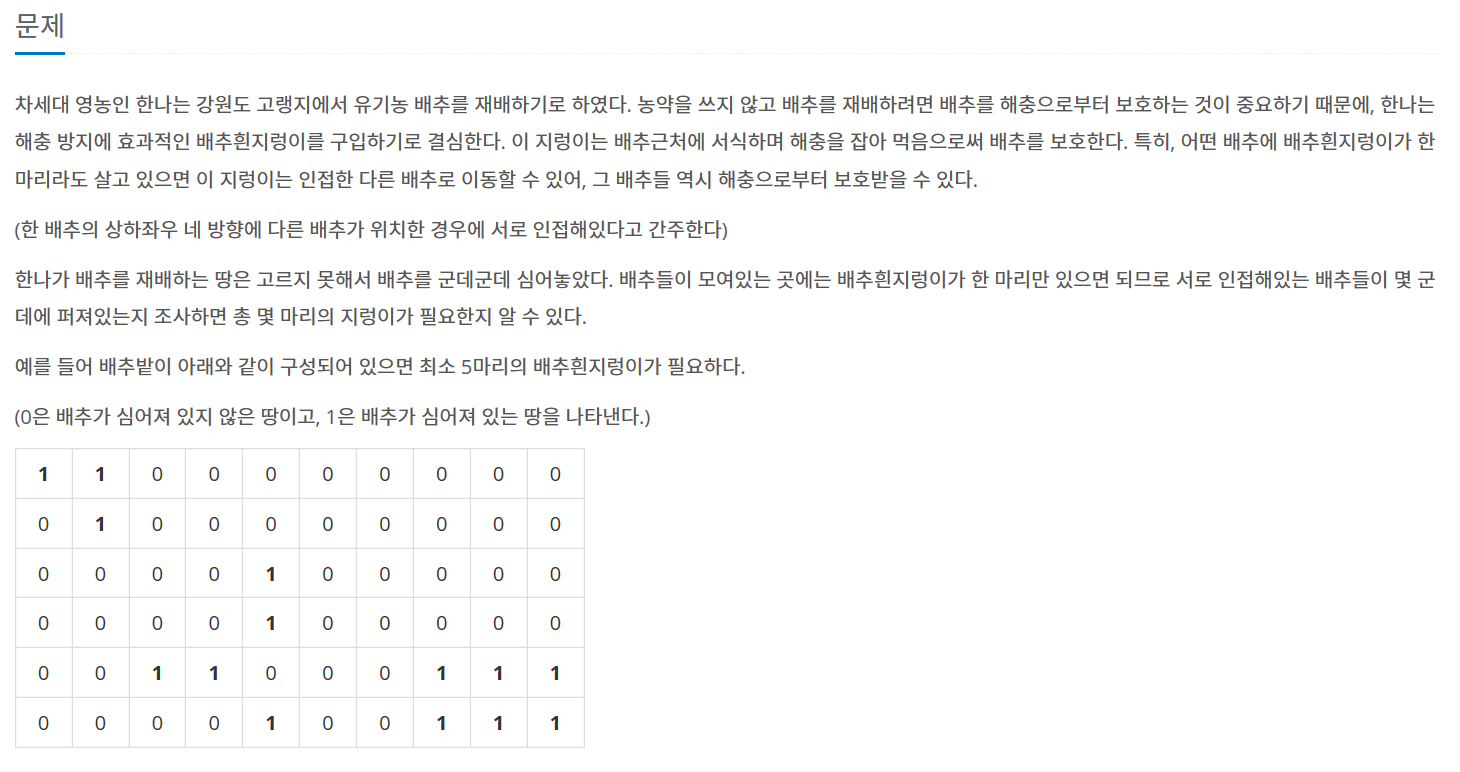 문제
차세대 영농인 한나는 강원도 고랭지에서 유기농 배추를 재배하기로 하였다. 농약을 쓰지 않고 배추를 재배하려면 배추를 해충으로부터 보호하는 것이 중요하기 때문에, 한나는
해충 방지에 효과적인 배추흰지렁이를 구입하기로 결심한다. 이 지렁이는 배추근처에 서식하며 해충을 잡아 먹음으로써 배추를 보호한다. 특히, 어떤 배추에 배추흰지렁이가 한
마리라도 살고 있으면 이 지렁이는 인접한 다른 배추로 이동할 수 있어, 그 배추들 역시 해충으로부터 보호받을 수 있다.
(한 배추의 상하좌우 네 방향에 다른 배추가 위치한 경우에 서로 인접해있다고 간주한다)
한나가 배추를 재배하는 땅은 고르지 못해서 배추를 군데군데 심어놓았다. 배추들이 모여있는 곳에는 배추흰지렁이가 한 마리만 있으면 되므로 서로 인접해있는 배추들이 몇 군
데에 퍼져있는지 조사하면 총 몇 마리의 지렁이가 필요한지 알 수 있다.
예를 들어 배추밭이 아래와 같이 구성되어 있으면 최소 5마리의 배추흰지렁이가 필요하다.
(0은 배추가 심어져 있지 않은 땅이고, 1은 배추가 심어져 있는 땅을 나타낸다.)
1 1 0 0 0 0 0 0 0 0
0 1 0 0 0 0 0 0 0 0
0 0 0 0 1 0 0 0 0 0
0 0 0 0 1 0 0 0 0 0
0 0 1 1 0 0 0 1 1 1
0 0 0 0 1 0 0 1 1 1